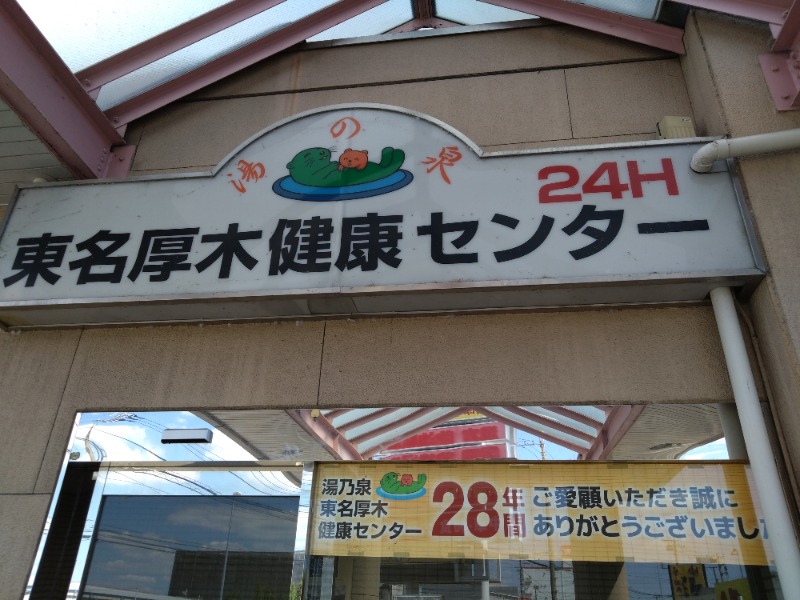 湯の泉
24H
東名厚木健康センター
湯乃泉
東名厚木
健康センター
28年間
ご愛顧いただき誠に
ありがとうございまし